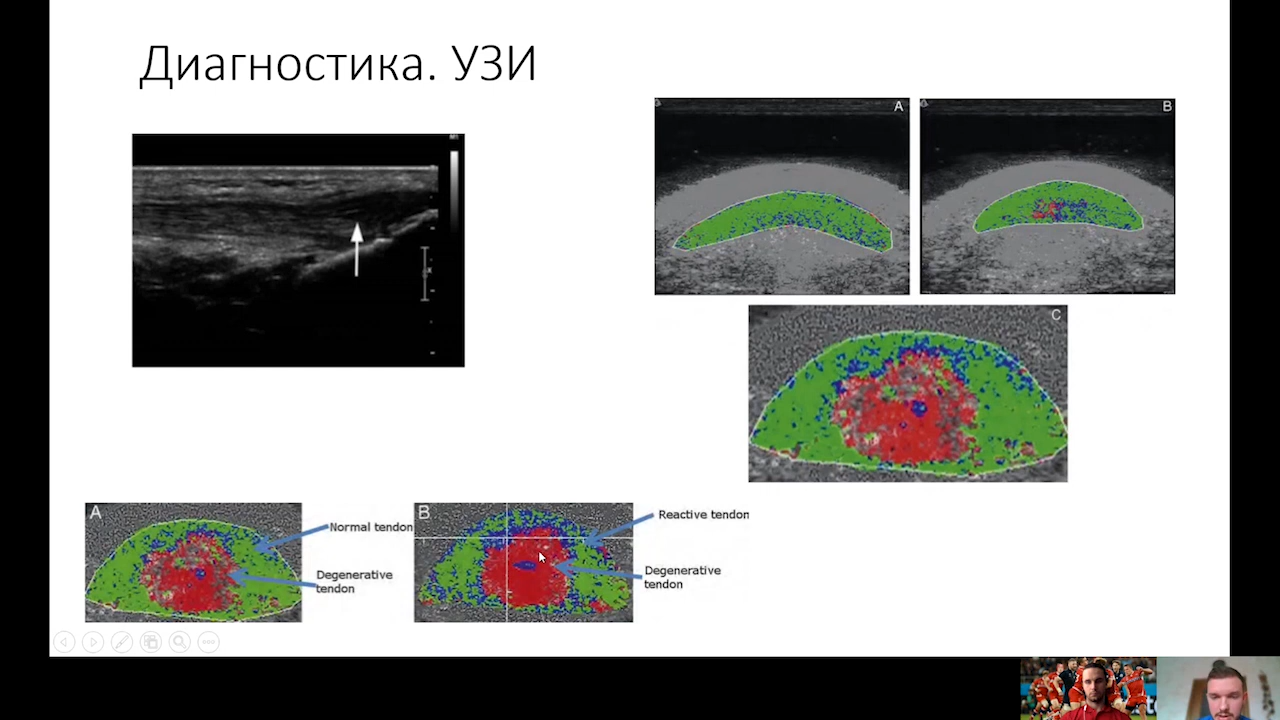 Диагностика. УЗИ
A
B
C
A
Normal tendon
Degenerative
tendon
B
Reactive tendon
Degenerative
tendon